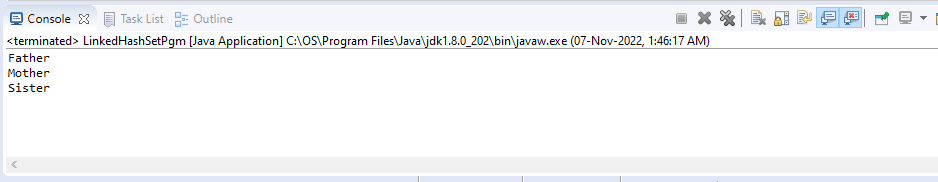 Console Task List Outline
<terminated> LinkedHashSetPgm [Java Application] C:\OS\Program Files\Java\jdk1.8.0_202\bin\javaw.exe (07-Nov-2022, 1:46:17 AM)
Father
Mother
Sister